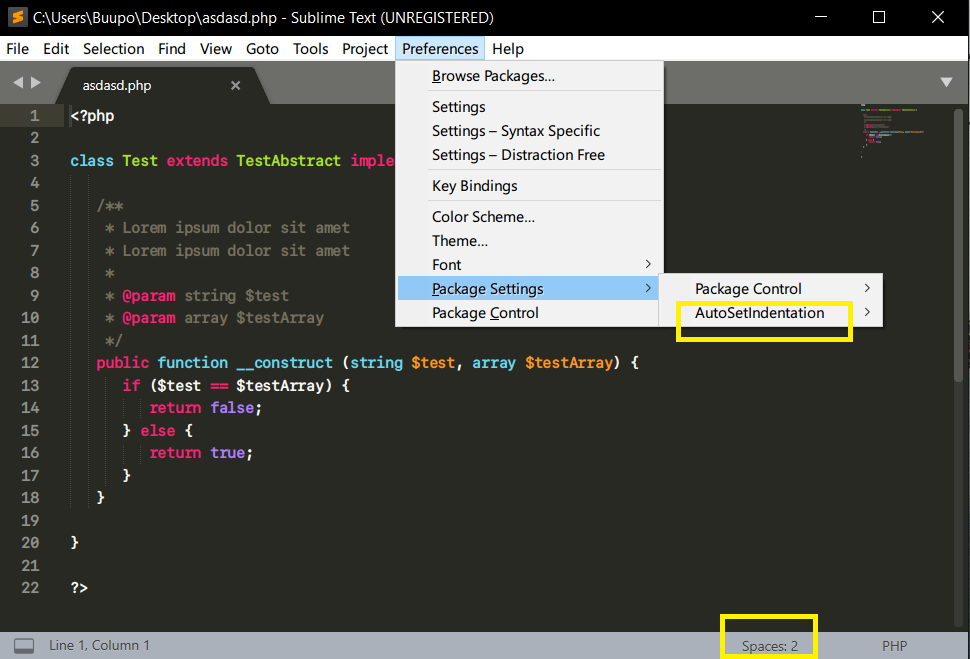 C:\Users\Buupo\Desktop\asdasd.php - Sublime Text (UNREGISTERED)
File Edit Selection Find View Goto Tools Project Preferences Help
asdasd.php
Browse Packages...
Settings
Settings – Syntax Specific
Settings – Distraction Free
Key Bindings
Color Scheme...
Theme...
Font
Package Settings
Package Control
Package Control
AutoSetIndentation
1 <?php
2
3 class Test extends TestAbstract imple
4
5 /**
6 * Lorem ipsum dolor sit amet
7 * Lorem ipsum dolor sit amet
8 *
9 * @param string $test
10 * @param array $testArray
11 */
12 public function __construct (string $test, array $testArray) {
13 if ($test == $testArray) {
14 return false;
15 } else {
16 return true;
17 }
18 }
19
20 }
21
22 ?>
Line 1, Column 1 Spaces: 2 PHP